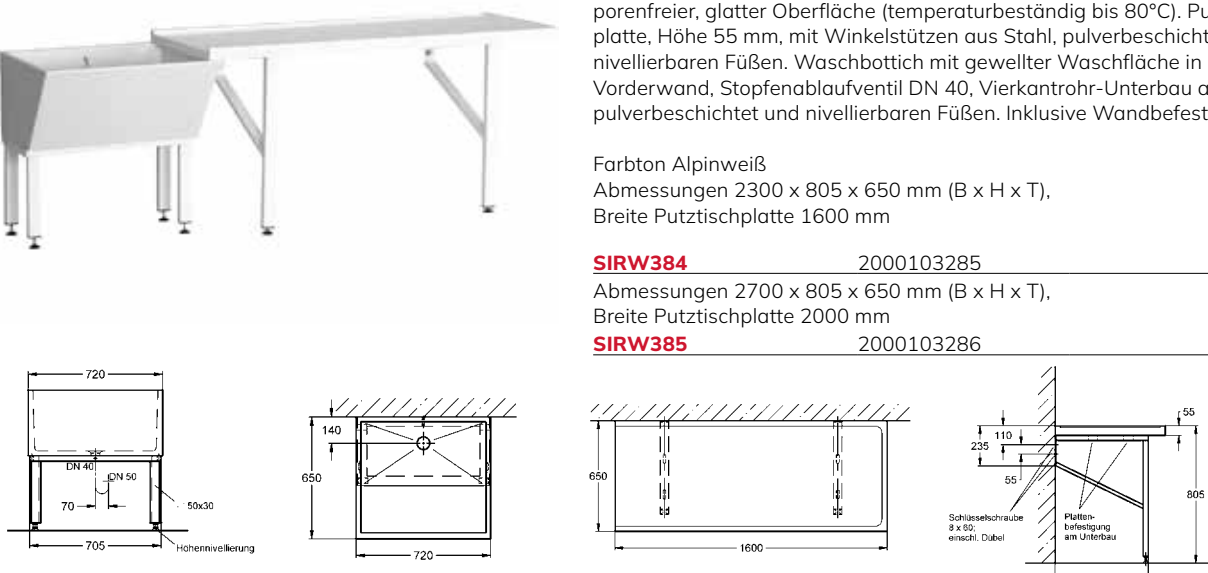 porenfreier, glatter Oberfläche (temperaturbeständig bis 80°C).
platte, Höhe 55 mm, mit Winkelstützen aus Stahl, pulverbeschicht
nivellierbaren Füßen. Waschbottich mit gewellter Waschfläche in
Vorderwand, Stopfenablaufventil DN 40, Vierkantrohr-Unterbau
pulverbeschichtet und nivellierbaren Füßen. Inklusive Wandbefest
Farbton Alpinweiß
Abmessungen 2300 x 805 x 650 mm (B x H x T),
Breite Putztischplatte 1600 mm
SIRW384 2000103285
Abmessungen 2700 x 805 x 650 mm (B x H x T),
Breite Putztischplatte 2000 mm
SIRW385 2000103286
720
DN 40
DN 50
70
50x30
705
Höhennivellierung
140
650
720
650
1600
55
110
235
55
805
Schlüsselschraube
8 x 60;
einschl. Dübel
Platten-
befestigung
am Unterbau